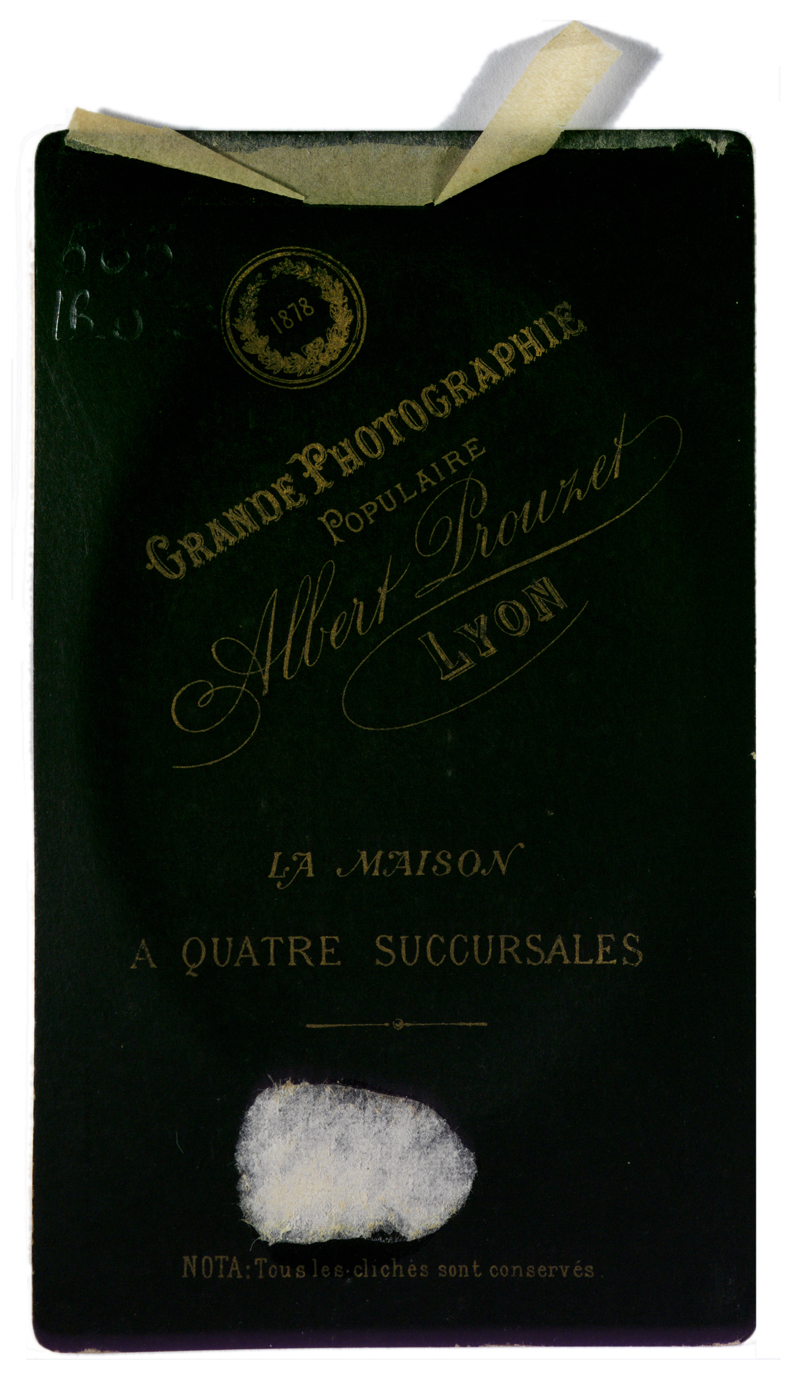 1878
GRANDE PHOTOGRAPHIE
POPULAIRE
Albert Prouzet
LYON
LA MAISON
A QUATRE SUCCURSALES
NOTA: Tous les clichés sont conservés